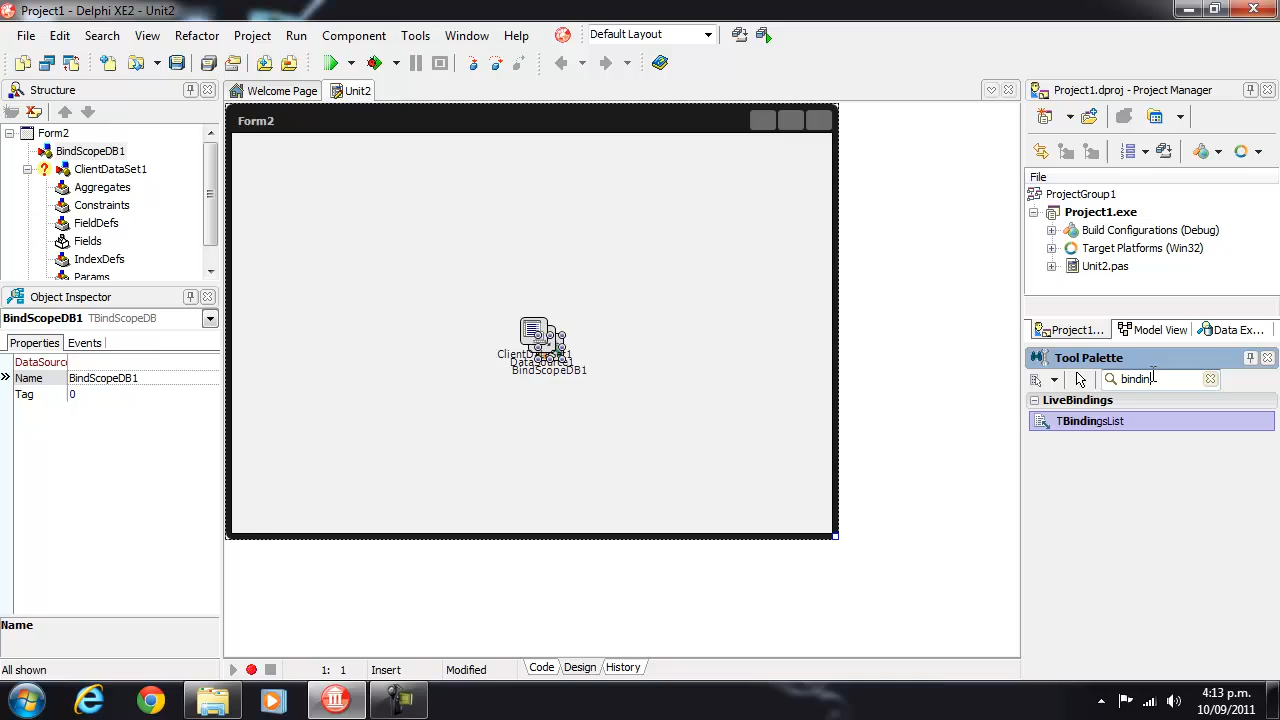 Project1 - Delphi XE2 - Unit2
File Edit Search View Refactor Project Run Component Tools Window Help
Default Layout
Structure
Form2
BindScopeDB1
ClientDataSet1
Aggregates
Constraints
FieldDefs
Fields
IndexDefs
Params
Object Inspector
BindScopeDB1 TBindScopeDB
Properties Events
DataSourc
Name BindScopeDB1
Tag 0
Name
All shown
Welcome Page Unit2
Form2
ClientDataSet1
DataSource1
BindScopeDB1
1: 1 Insert Modified Code Design History
Project1.dproj - Project Manager
File
ProjectGroup1
Project1.exe
Build Configurations (Debug)
Target Platforms (Win32)
Unit2.pas
Project1... Model View Data Ex...
Tool Palette
bindin
LiveBindings
TBindingsList
4:13 p.m.
10/09/2011